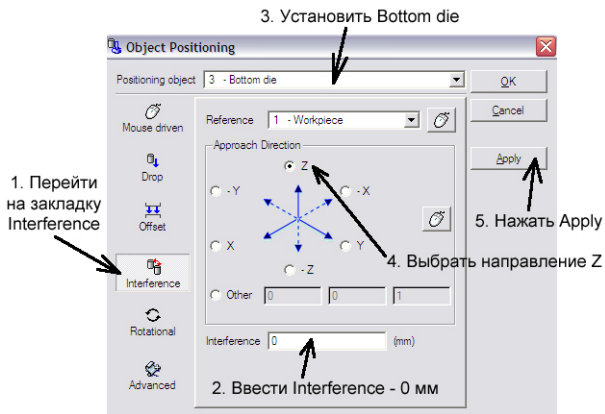 3. Установить Bottom die
Object Positioning
Positioning object 3 - Bottom die
OK
Cancel
Apply
Mouse driven
Drop
Offset
Interference
Rotational
Advanced
Reference 1 - Workpiece
Approach Direction
Z
- Y
- X
X
Y
- Z
Other 0 0 1
Interference 0 (mm)
1. Перейти
на закладку
Interference
5. Нажать Apply
4. Выбрать направление Z
2. Ввести Interference - 0 мм